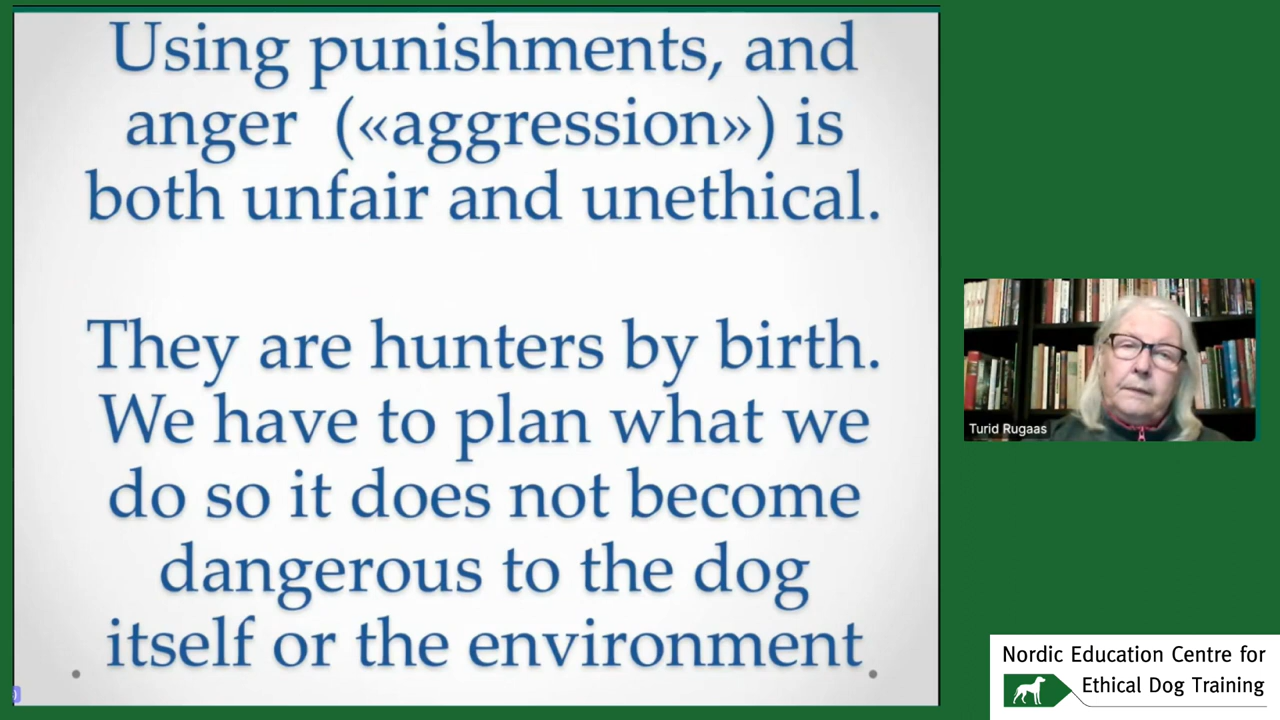 Using punishments, and
anger («aggression») is
both unfair and unethical.
They are hunters by birth.
We have to plan what we
do so it does not become
dangerous to the dog
itself or the environment
Turid Rugaas
Nordic Education Centre for
Ethical Dog Training